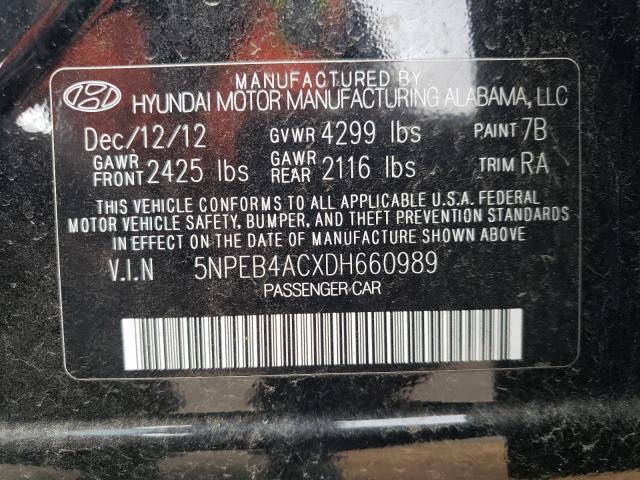 MANUFACTURED BY
HYUNDAI MOTOR MANUFACTURING ALABAMA, LLC
Dec/12/12 GVWR 4299 lbs PAINT 7B
GAWR FRONT 2425 lbs GAWR REAR 2116 lbs TRIM RA
THIS VEHICLE CONFORMS TO ALL APPLICABLE U.S.A. FEDERAL
MOTOR VEHICLE SAFETY, BUMPER, AND THEFT PREVENTION STANDARDS
IN EFFECT ON THE DATE OF MANUFACTURE SHOWN ABOVE
V.I.N 5NPEB4ACXDH660989
PASSENGER CAR